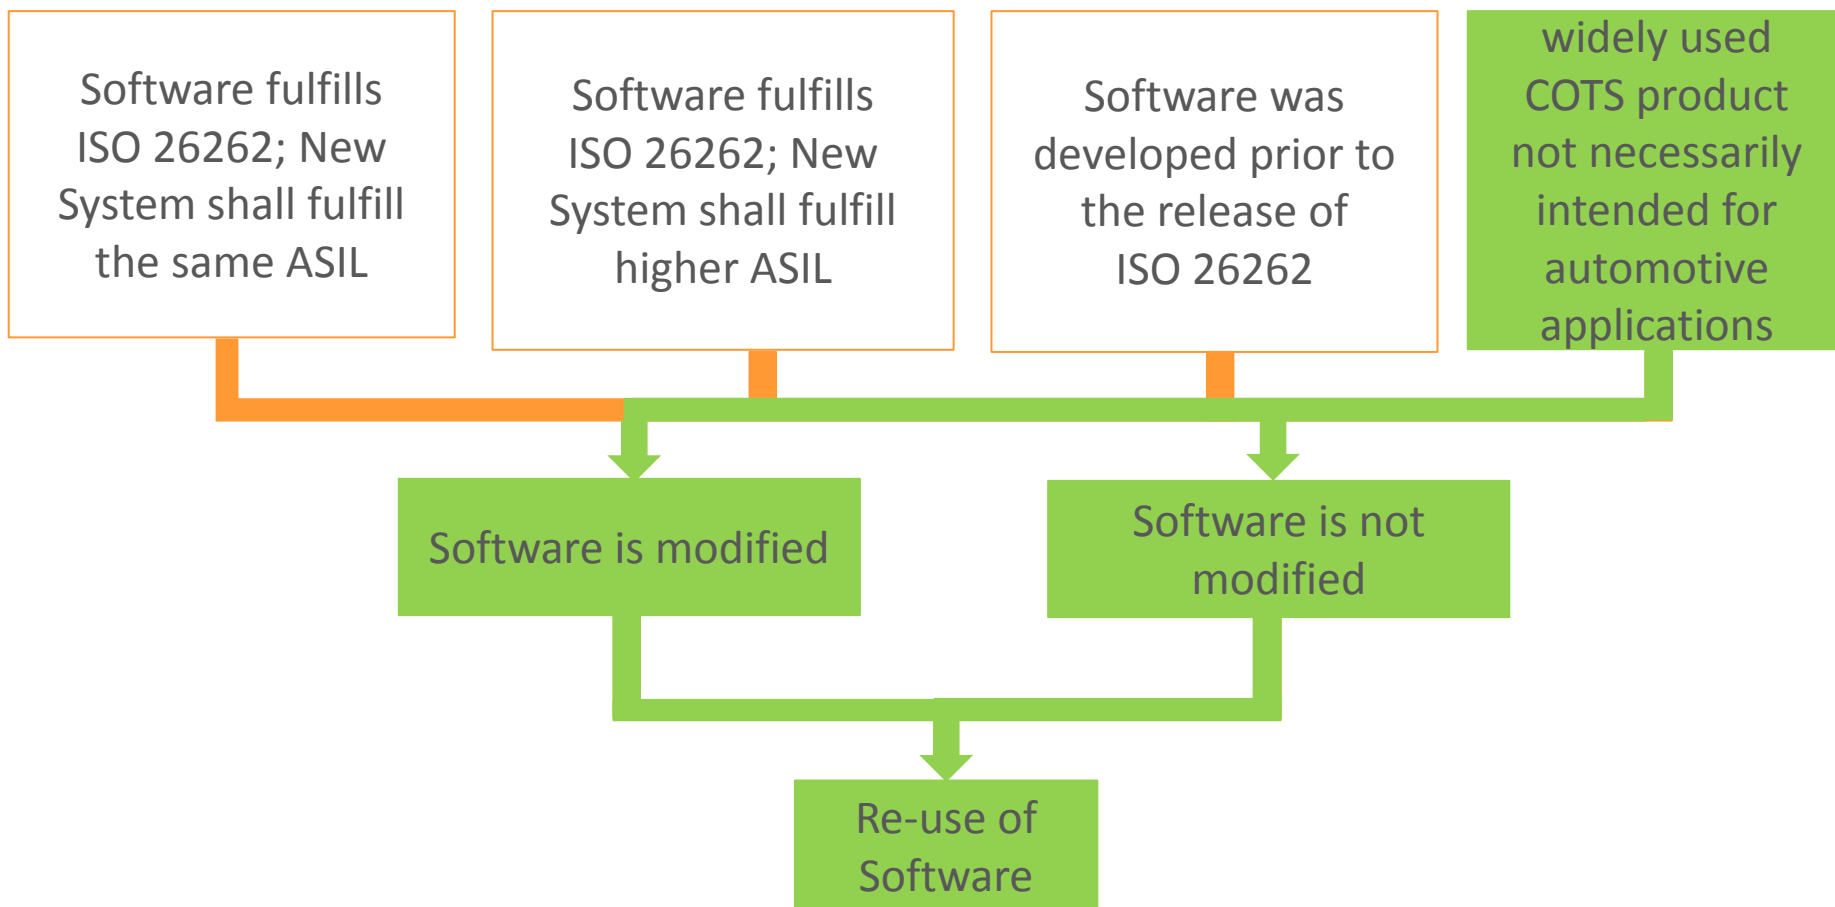 Software fulfills
ISO 26262; New
System shall fulfill
the same ASIL
Software fulfills
ISO 26262; New
System shall fulfill
higher ASIL
Software was
developed prior to
the release of
ISO 26262
widely used
COTS product
not necessarily
intended for
automotive
applications
Software is modified
Software is not
modified
Re-use of
Software